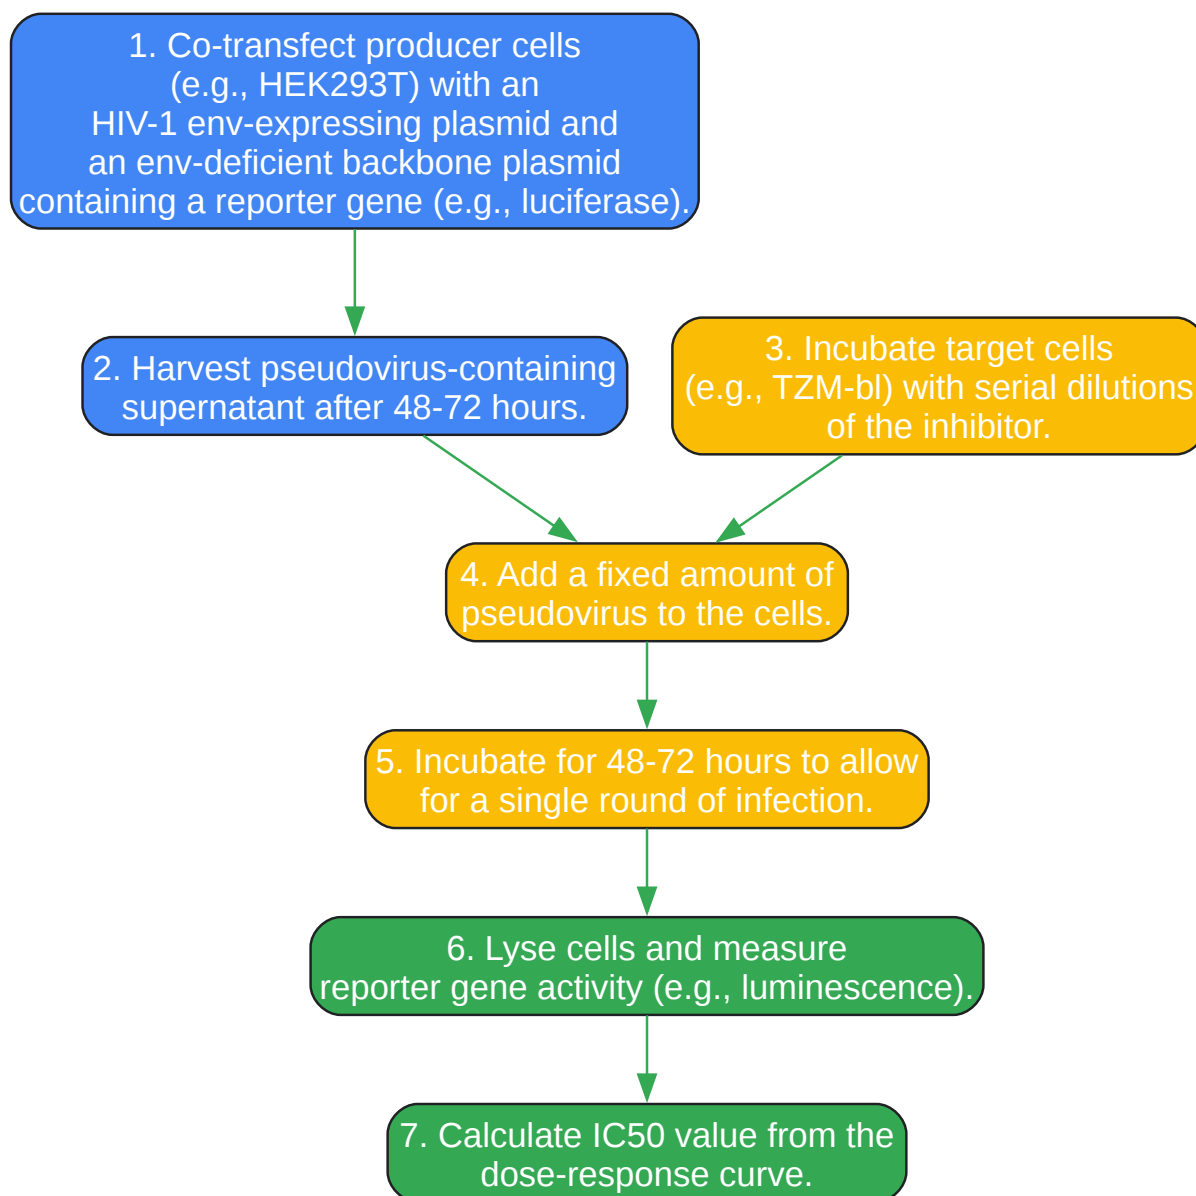 1. Co-transfect producer cells
(e.g., HEK293T) with an
HIV-1 env-expressing plasmid and
an env-deficient backbone plasmid
containing a reporter gene (e.g., luciferase).
2. Harvest pseudovirus-containing
supernatant after 48-72 hours.
3. Incubate target cells
(e.g., TZM-bl) with serial dilutions
of the inhibitor.
4. Add a fixed amount of
pseudovirus to the cells.
5. Incubate for 48-72 hours to allow
for a single round of infection.
6. Lyse cells and measure
reporter gene activity (e.g., luminescence).
7. Calculate IC50 value from the
dose-response curve.